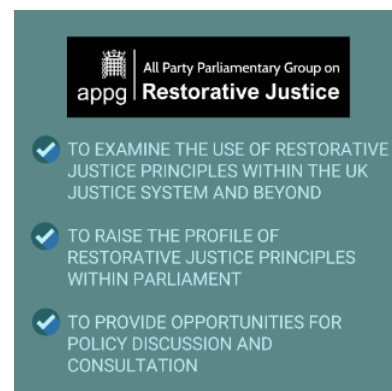 All Party Parliamentary Group on
appg Restorative Justice
TO EXAMINE THE USE OF RESTORATIVE
JUSTICE PRINCIPLES WITHIN THE UK
JUSTICE SYSTEM AND BEYOND
TO RAISE THE PROFILE OF
RESTORATIVE JUSTICE PRINCIPLES
WITHIN PARLIAMENT
TO PROVIDE OPPORTUNITIES FOR
POLICY DISCUSSION AND
CONSULTATION